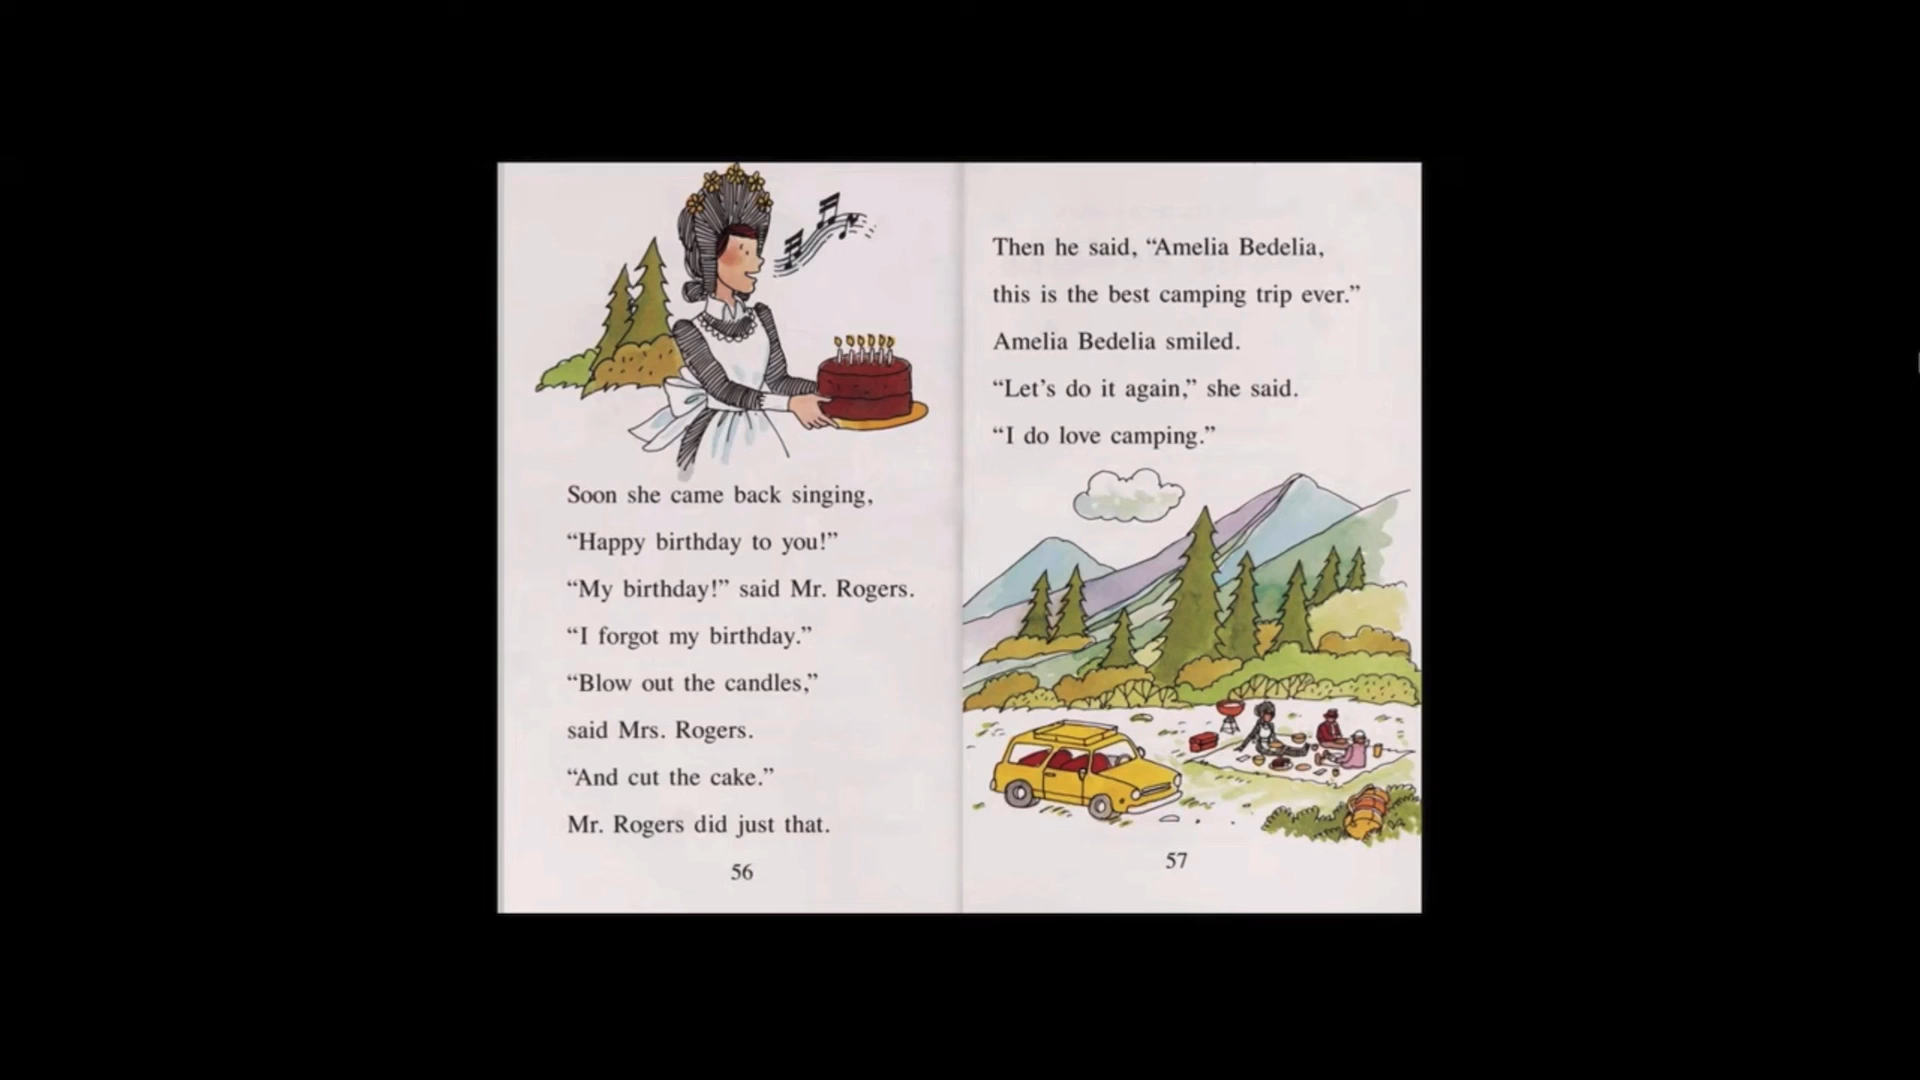 Soon she came back singing,
“Happy birthday to you!”
“My birthday!” said Mr. Rogers.
“I forgot my birthday.”
“Blow out the candles,”
said Mrs. Rogers.
“And cut the cake.”
Mr. Rogers did just that.
56
Then he said, “Amelia Bedelia,
this is the best camping trip ever.”
Amelia Bedelia smiled.
“Let’s do it again,” she said.
“I do love camping.”
57